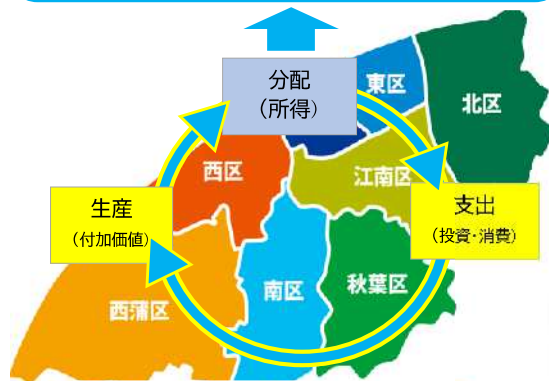 分配
（所得）
東区
北区
西区
江南区
生産
（付加価値）
支出
（投資・消費）
南区
秋葉区
西蒲区